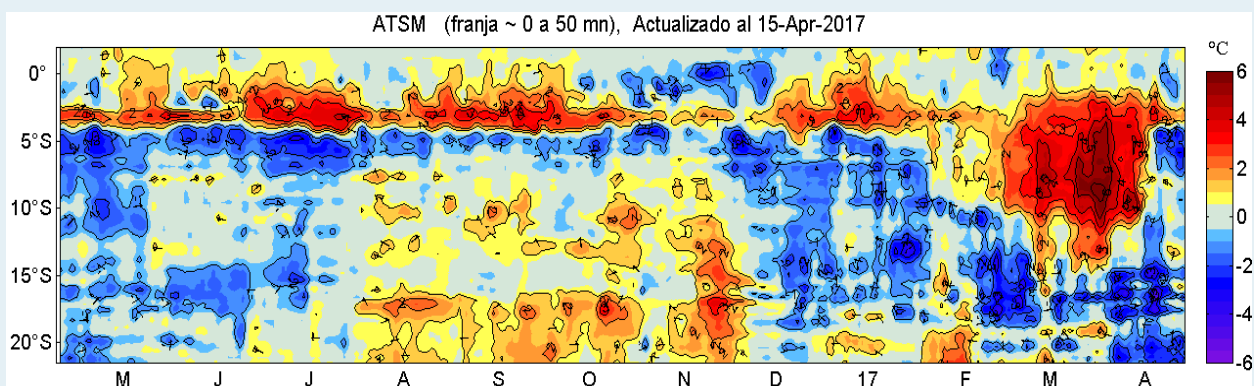 ATSM (franja ~ 0 a 50 mn), Actualizado al 15-Apr-2017
ºC
0°
5°S
10°S
15°S
20°S
6
4
2
0
-2
-4
-6
M J J A S O N D 17 F M A